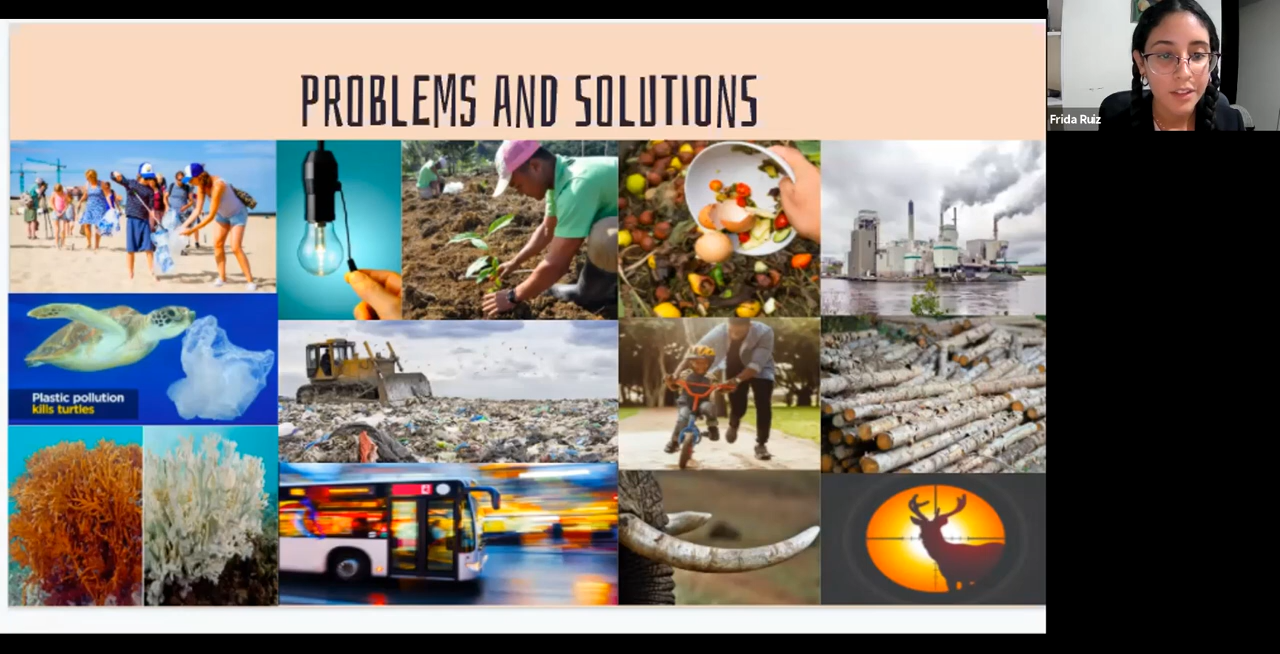 PROBLEMS AND SOLUTIONS
Frida Ruiz
Plastic pollution
kills turtles